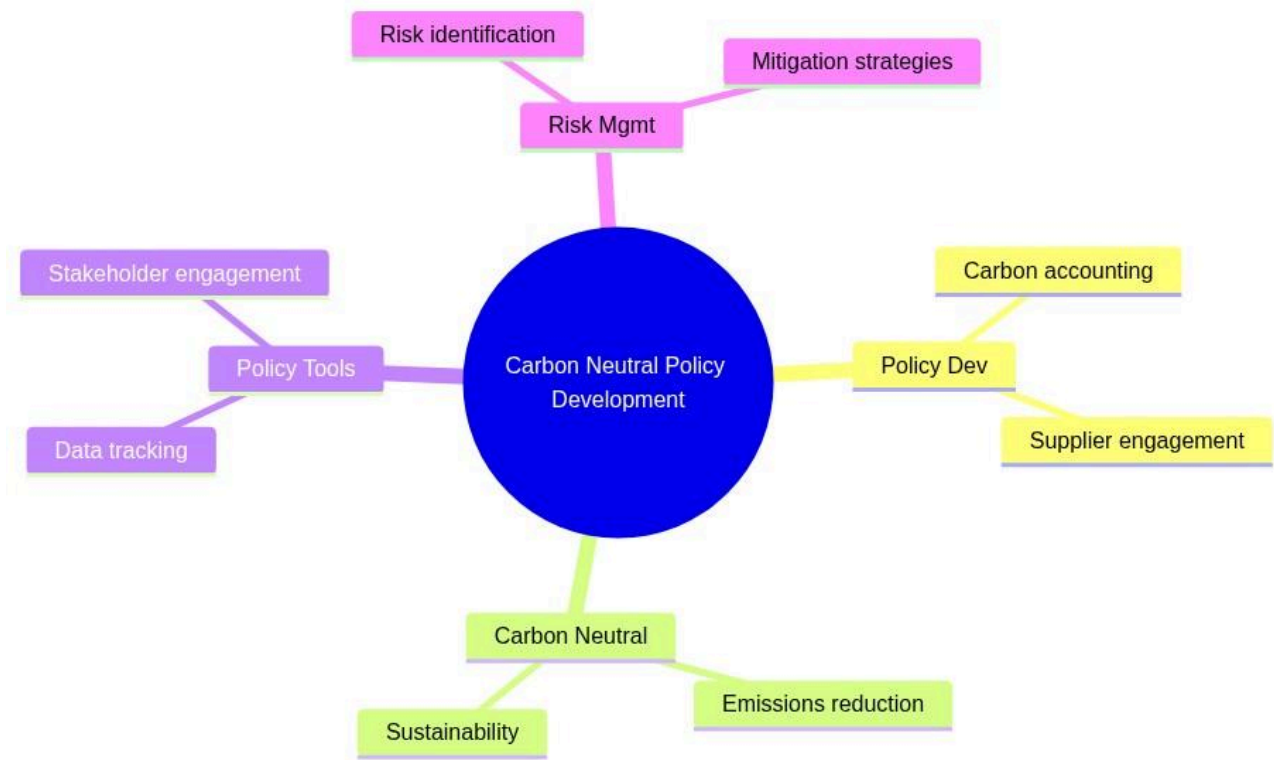 Risk identification
Mitigation strategies
Risk Mgmt
Stakeholder engagement
Carbon accounting
Policy Tools
Carbon Neutral Policy
Development
Policy Dev
Data tracking
Supplier engagement
Carbon Neutral
Emissions reduction
Sustainability